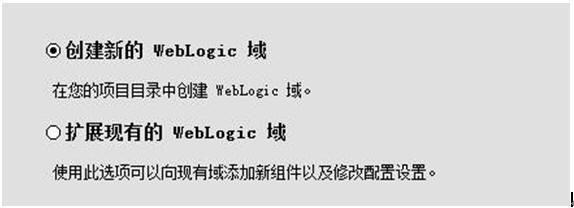 创建新的 WebLogic 域
在您的项目目录中创建 WebLogic 域。
扩展现有的 WebLogic 域
使用此选项可以向现有域添加新组件以及修改配置设置。